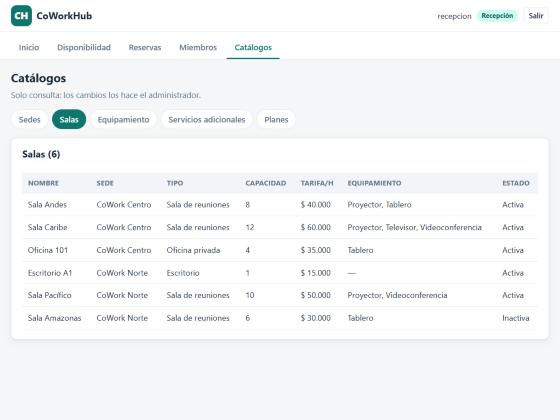 CH CoWorkHub recepcion Recepción Salir
Inicio Disponibilidad Reservas Miembros Catálogos
Catálogos
Solo consulta: los cambios los hace el administrador.
Sedes Salas Equipamiento Servicios adicionales Planes
Salas (6)
NOMBRE SEDE TIPO CAPACIDAD TARIFA/H EQUIPAMIENTO ESTADO
Sala Andes CoWork Centro Sala de reuniones 8 $ 40.000 Proyector, Tablero Activa
Sala Caribe CoWork Centro Sala de reuniones 12 $ 60.000 Proyector, Televisor, Videoconferencia Activa
Oficina 101 CoWork Centro Oficina privada 4 $ 35.000 Tablero Activa
Escritorio A1 CoWork Norte Escritorio 1 $ 15.000 — Activa
Sala Pacífico CoWork Norte Sala de reuniones 10 $ 50.000 Proyector, Videoconferencia Activa
Sala Amazonas CoWork Norte Sala de reuniones 6 $ 30.000 Tablero Inactiva